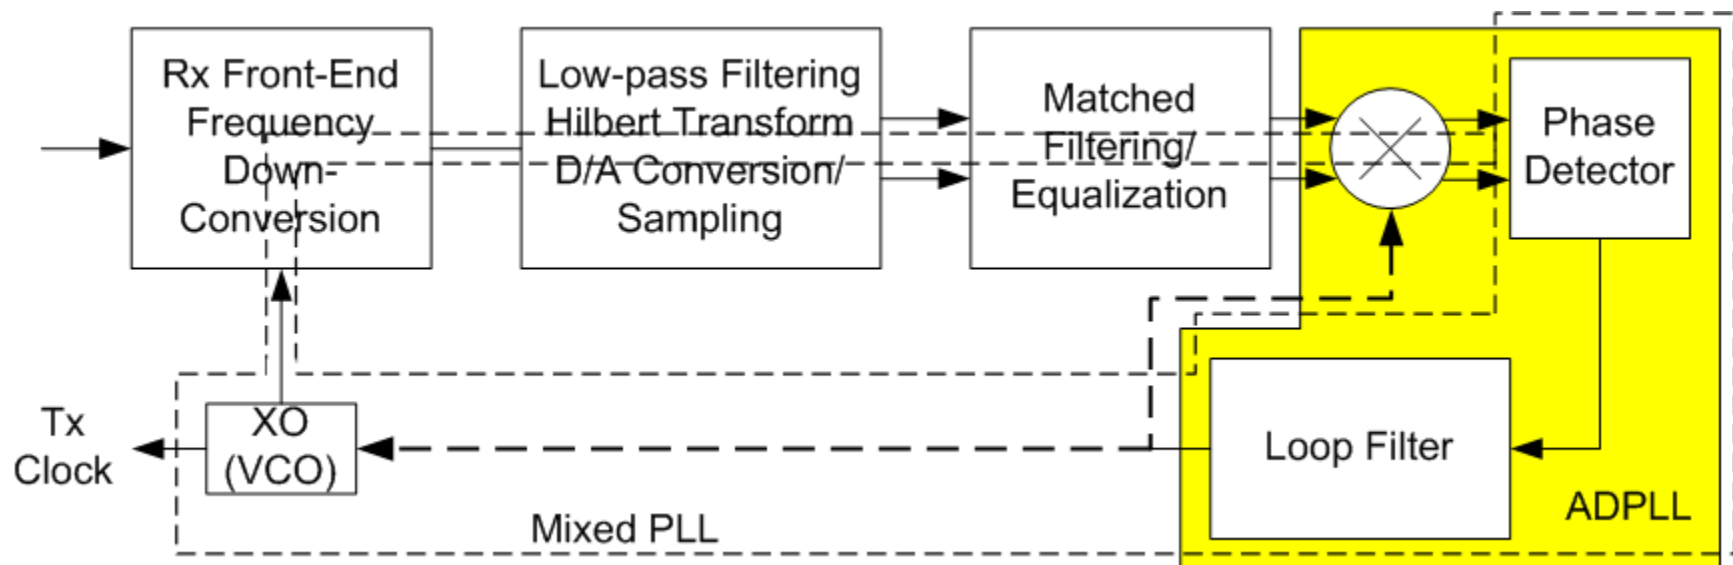 Rx Front-End
Frequency
Down-
Conversion
Low-pass Filtering
Hilbert Transform
D/A Conversion/
Sampling
Matched
Filtering/
Equalization
Phase
Detector
Tx
Clock
XO
(VCO)
Loop Filter
Mixed PLL
ADPLL